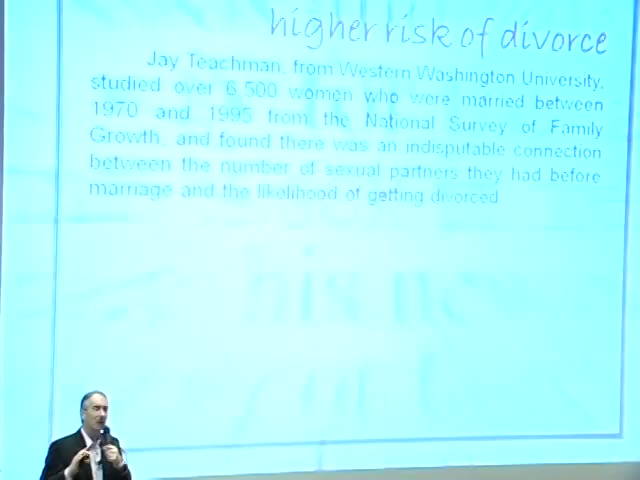 higher risk of divorce
Jay Teachman, from Western Washington University,
studied over 6,500 women who were married between
1970 and 1995 from the National Survey of Family
Growth, and found there was an indisputable connection
between the number of sexual partners they had before
marriage and the likelihood of getting divorced
his ne